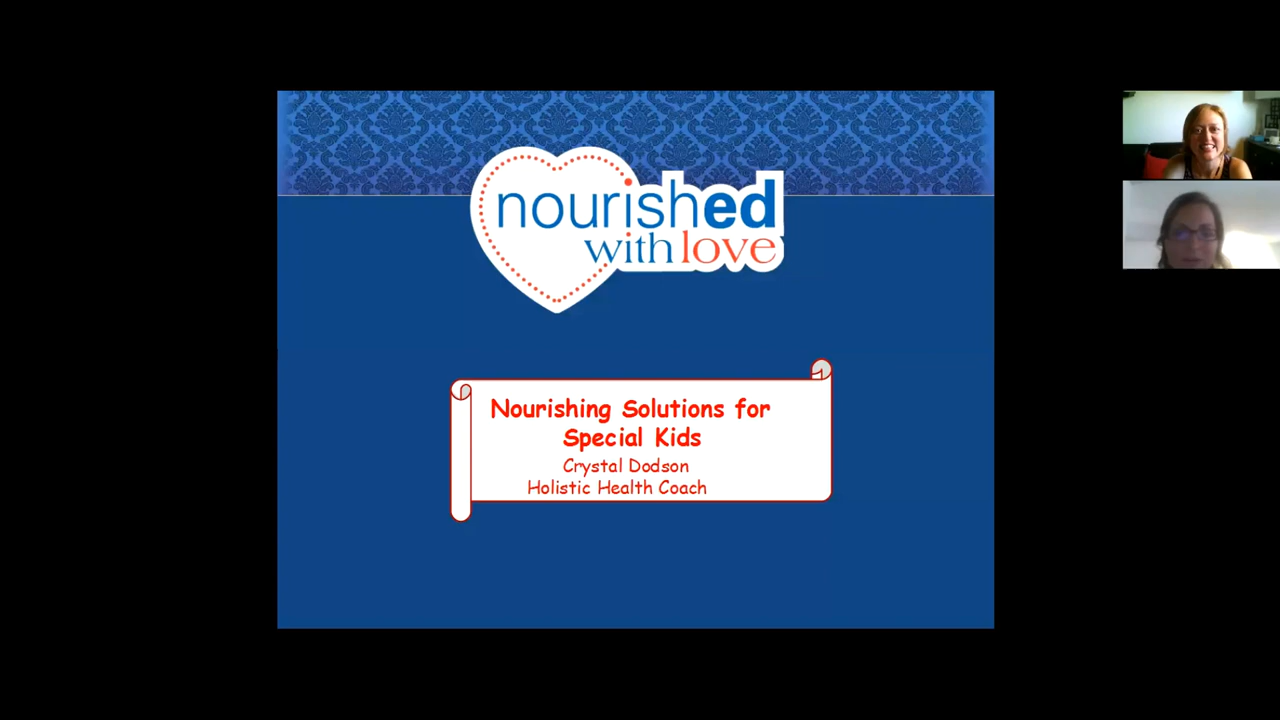 nourished
with love
Nourishing Solutions for
Special Kids
Crystal Dodson
Holistic Health Coach